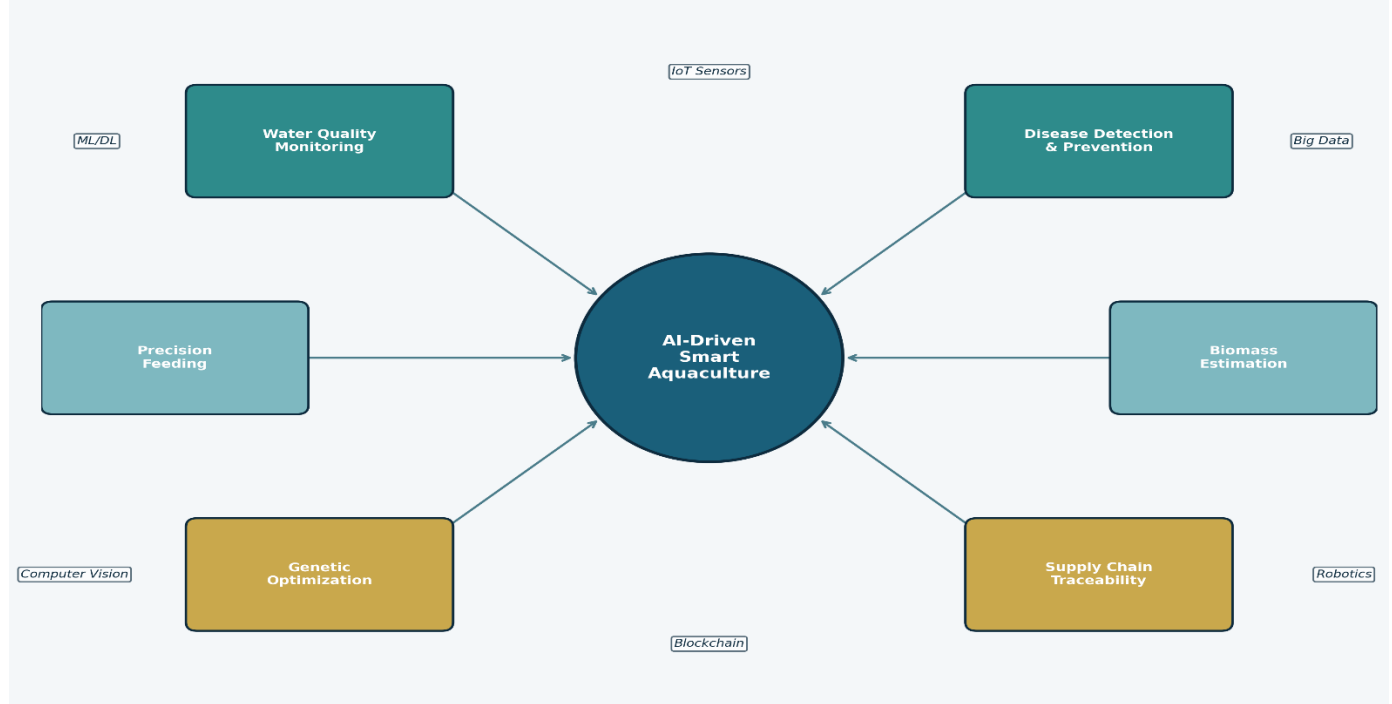 IoT Sensors
ML/DL
Water Quality
Monitoring
Disease Detection
& Prevention
Big Data
Precision
Feeding
AI-Driven
Smart
Aquaculture
Biomass
Estimation
Computer Vision
Genetic
Optimization
Supply Chain
Traceability
Robotics
Blockchain